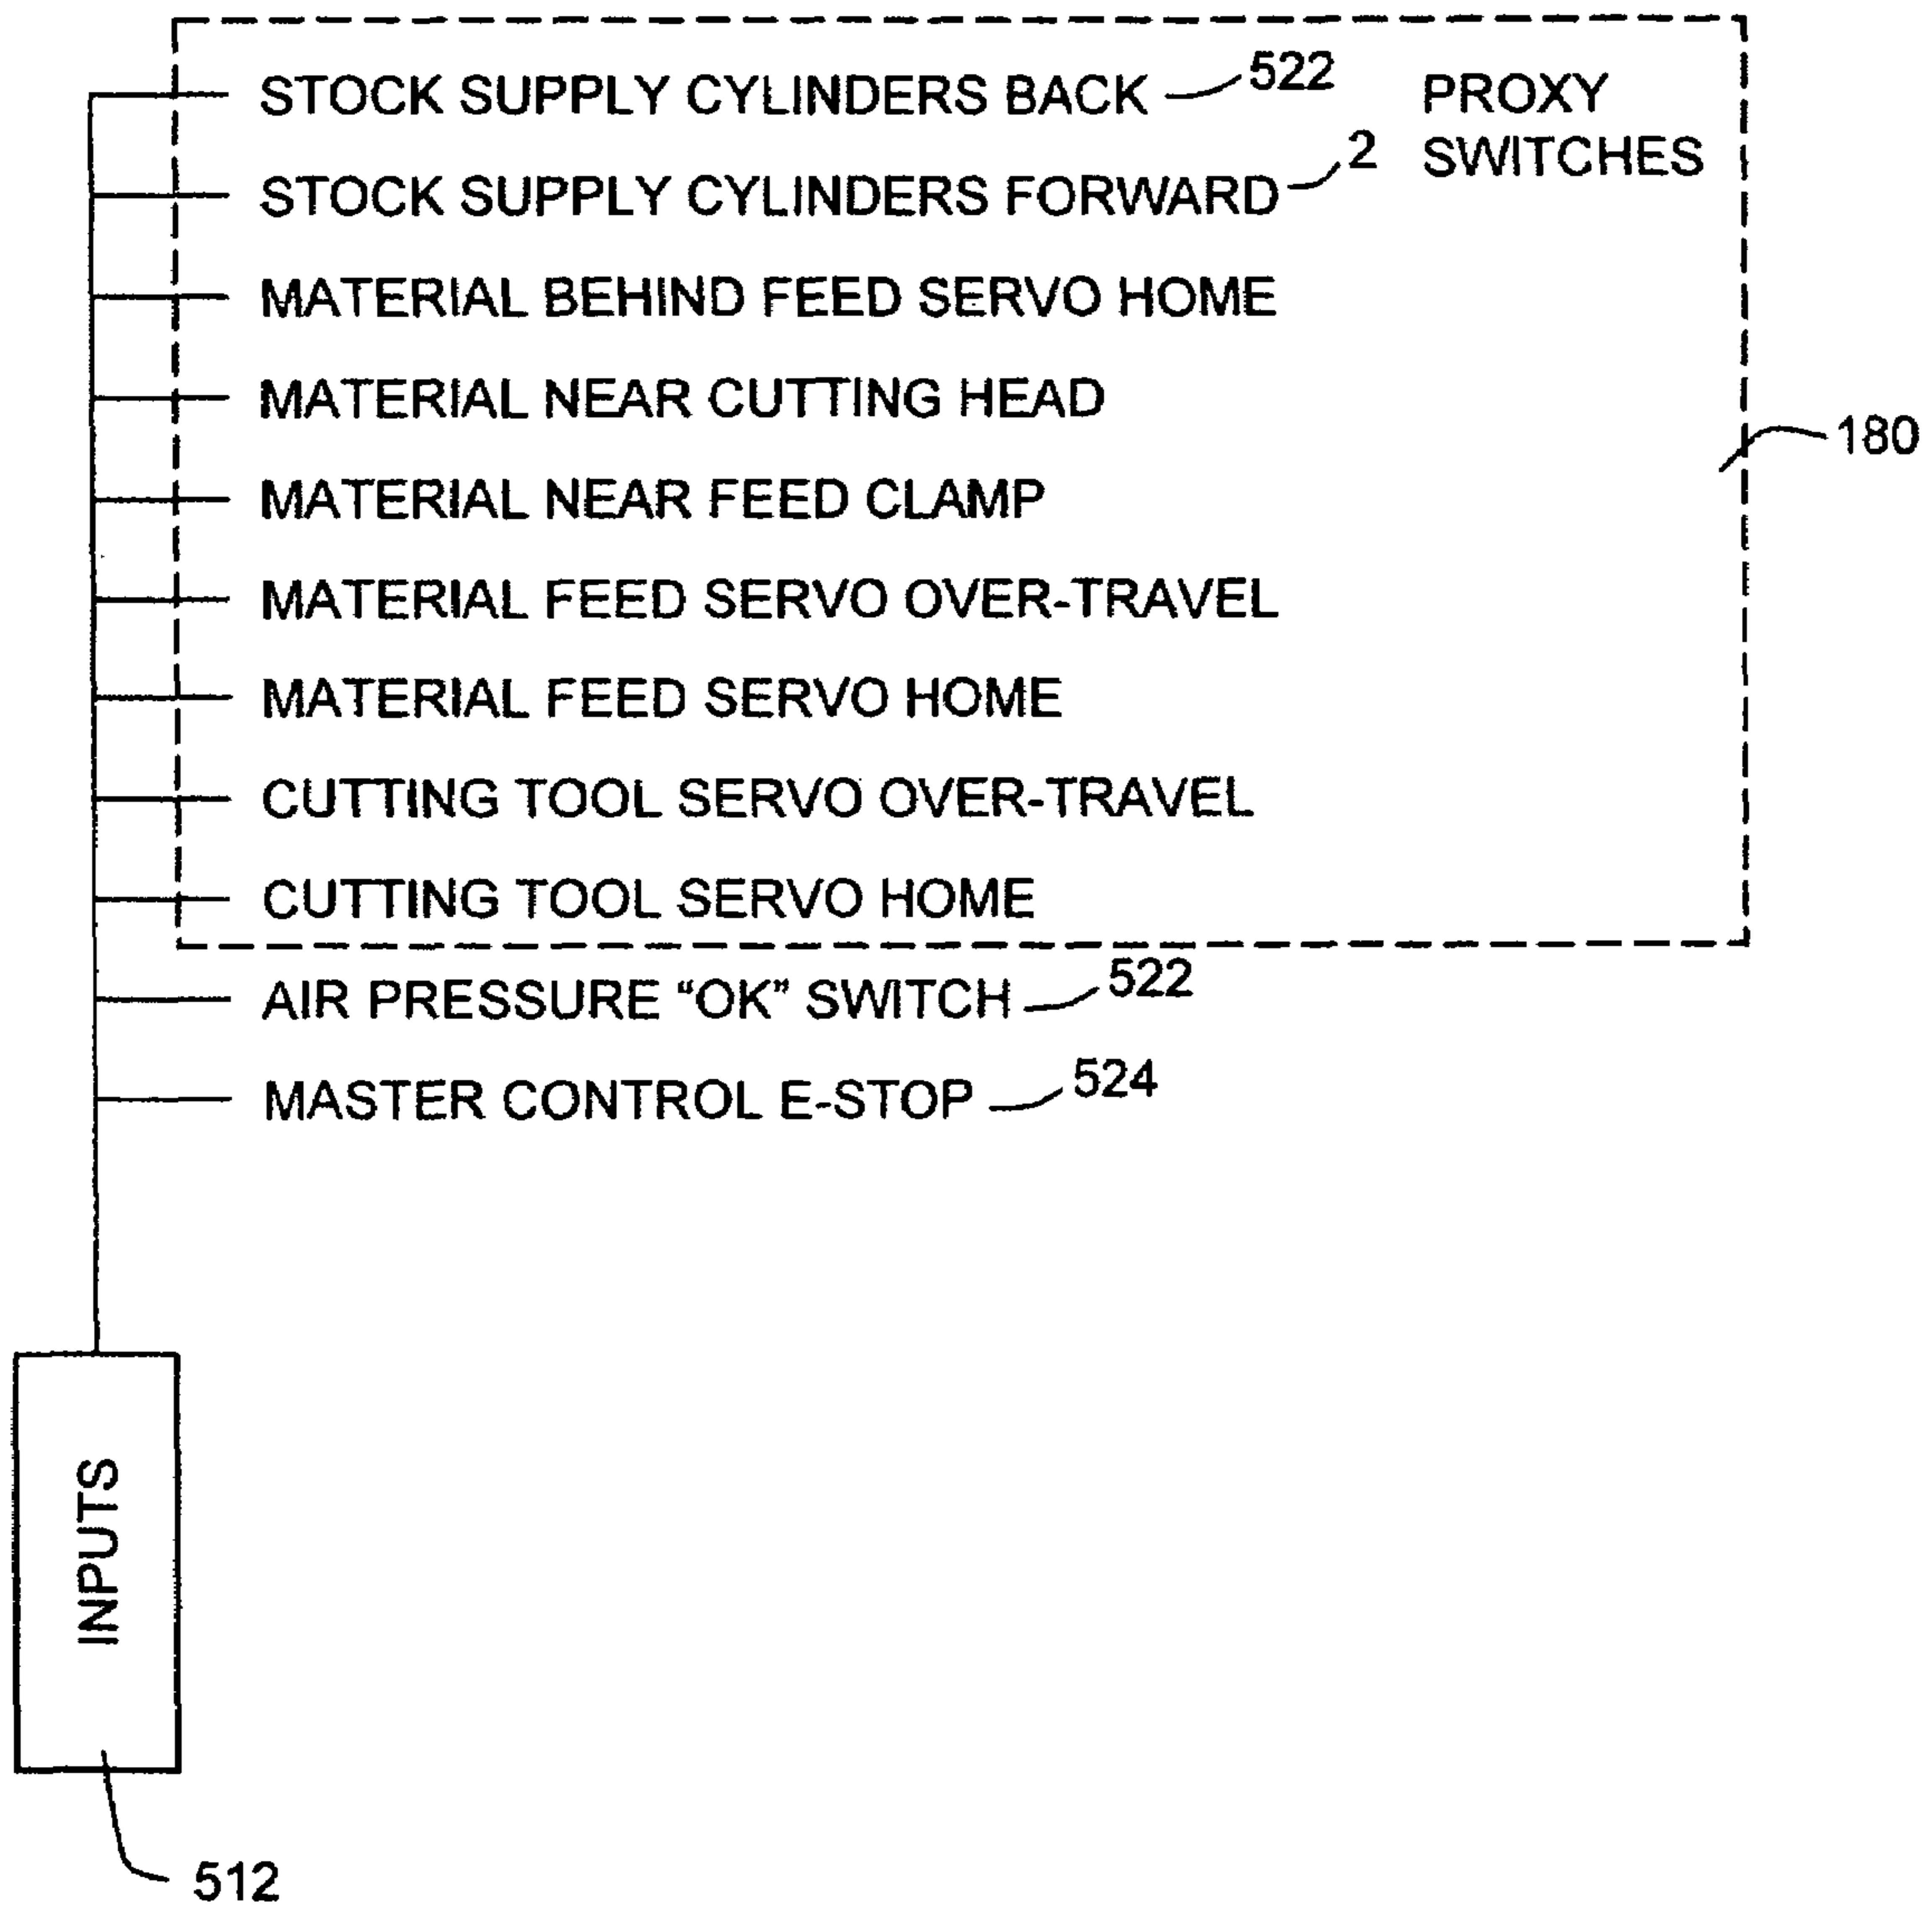 STOCK SUPPLY CYLINDERS BACK 522
PROXY
SWITCHES
STOCK SUPPLY CYLINDERS FORWARD 2
MATERIAL BEHIND FEED SERVO HOME
MATERIAL NEAR CUTTING HEAD
180
MATERIAL NEAR FEED CLAMP
MATERIAL FEED SERVO OVER-TRAVEL
MATERIAL FEED SERVO HOME
CUTTING TOOL SERVO OVER-TRAVEL
CUTTING TOOL SERVO HOME
AIR PRESSURE “OK” SWITCH 522
MASTER CONTROL E-STOP 524
INPUTS
512